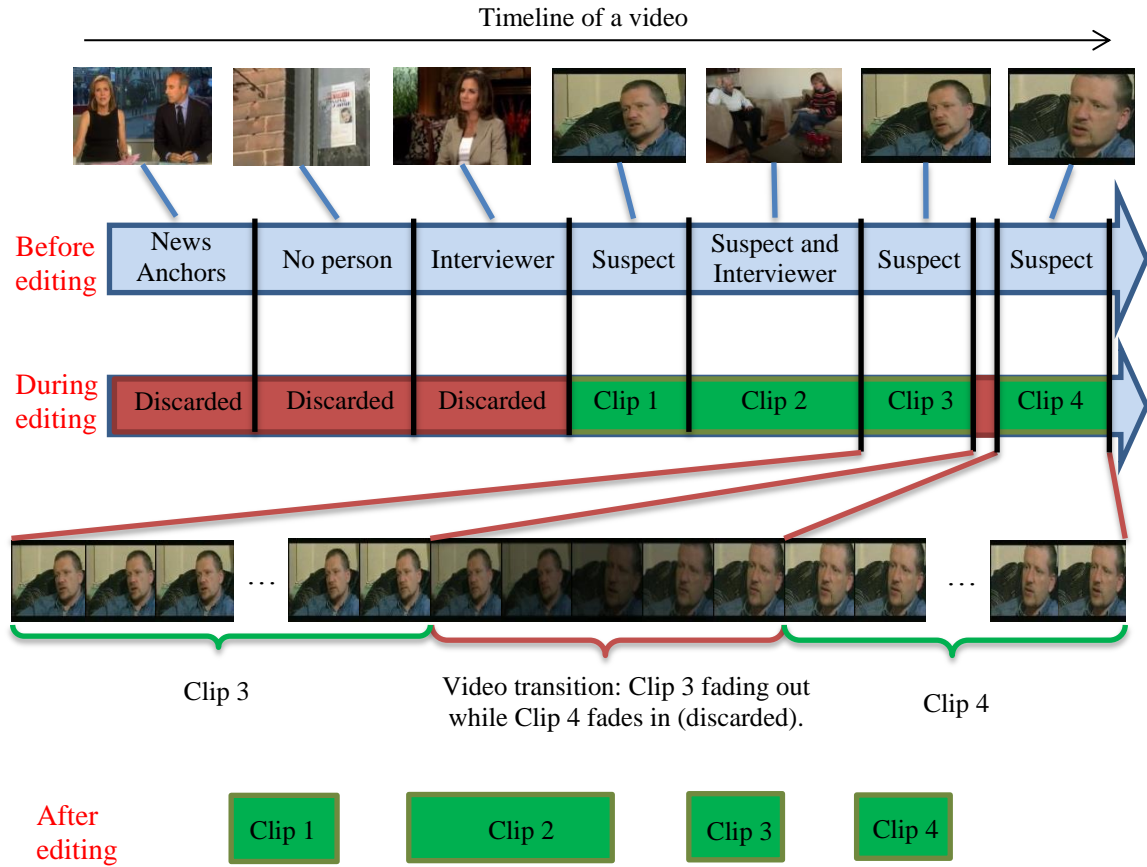 Timeline of a video
Before
editing
News
Anchors
No person
Interviewer
Suspect
Suspect and
Interviewer
Suspect
Suspect
During
editing
Discarded
Discarded
Discarded
Clip 1
Clip 2
Clip 3
Clip 4
…
…
Clip 3
Video transition: Clip 3 fading out
while Clip 4 fades in (discarded).
Clip 4
After
editing
Clip 1
Clip 2
Clip 3
Clip 4